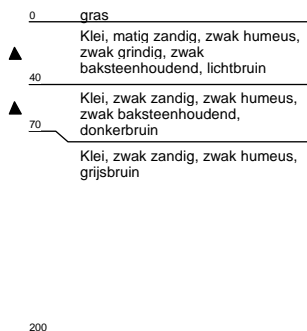 0 gras
Klei, matig zandig, zwak humeus,
zwak grindig, zwak
baksteenhoudend, lichtbruin
40
Klei, zwak zandig, zwak humeus,
zwak baksteenhoudend,
donkerbruin
70
Klei, zwak zandig, zwak humeus,
grijsbruin
200